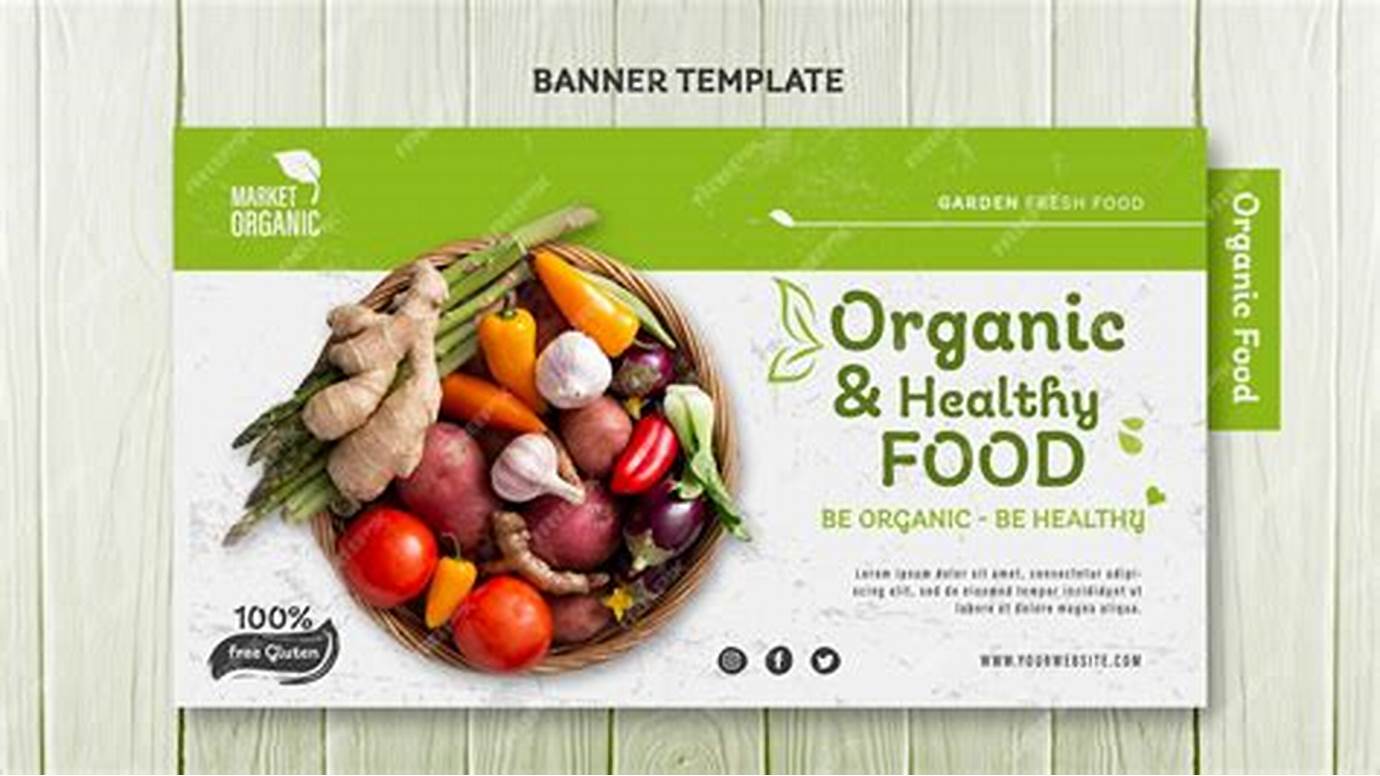 BANNER TEMPLATE
MARKET
ORGANIC
GARDEN FRESH FOOD
Organic Food
Organic
& Healthy
FOOD
BE ORGANIC - BE HEALTHY
Lorem ipsum dolor sit amet, consectetur adipi-
scing elit, sed do eiusmod tempor incididunt ut
labore et dolore magna aliqua.
100%
free Gluten
WWW.YOURWEBSITE.COM